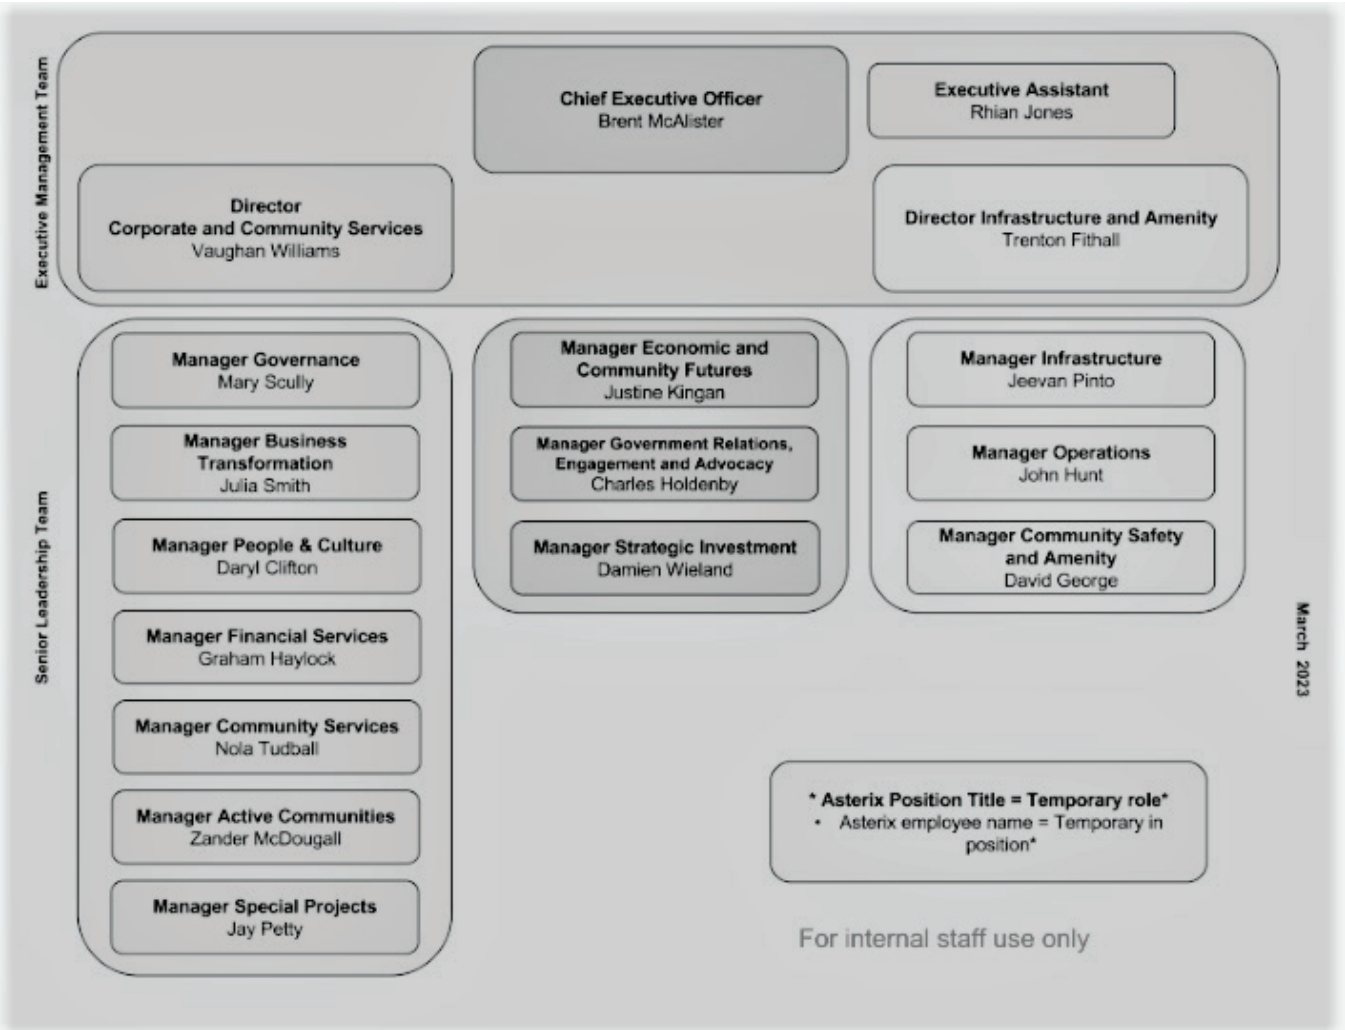 Executive Management Team
Chief Executive Officer
Brent McAlister
Executive Assistant
Rhian Jones
Director
Corporate and Community Services
Vaughan Williams
Director Infrastructure and Amenity
Trenton Fithall
Senior Leadership Team
Manager Governance
Mary Scully
Manager Business
Transformation
Julia Smith
Manager People & Culture
Daryl Clifton
Manager Financial Services
Graham Haylock
Manager Community Services
Nola Tudball
Manager Active Communities
Zander McDougall
Manager Special Projects
Jay Petty
Manager Economic and
Community Futures
Justine Kingan
Manager Government Relations,
Engagement and Advocacy
Charles Holdenby
Manager Strategic Investment
Damien Wieland
Manager Infrastructure
Jeevan Pinto
Manager Operations
John Hunt
Manager Community Safety
and Amenity
David George
March 2023
* Asterix Position Title = Temporary role*
• Asterix employee name = Temporary in
position*
For internal staff use only